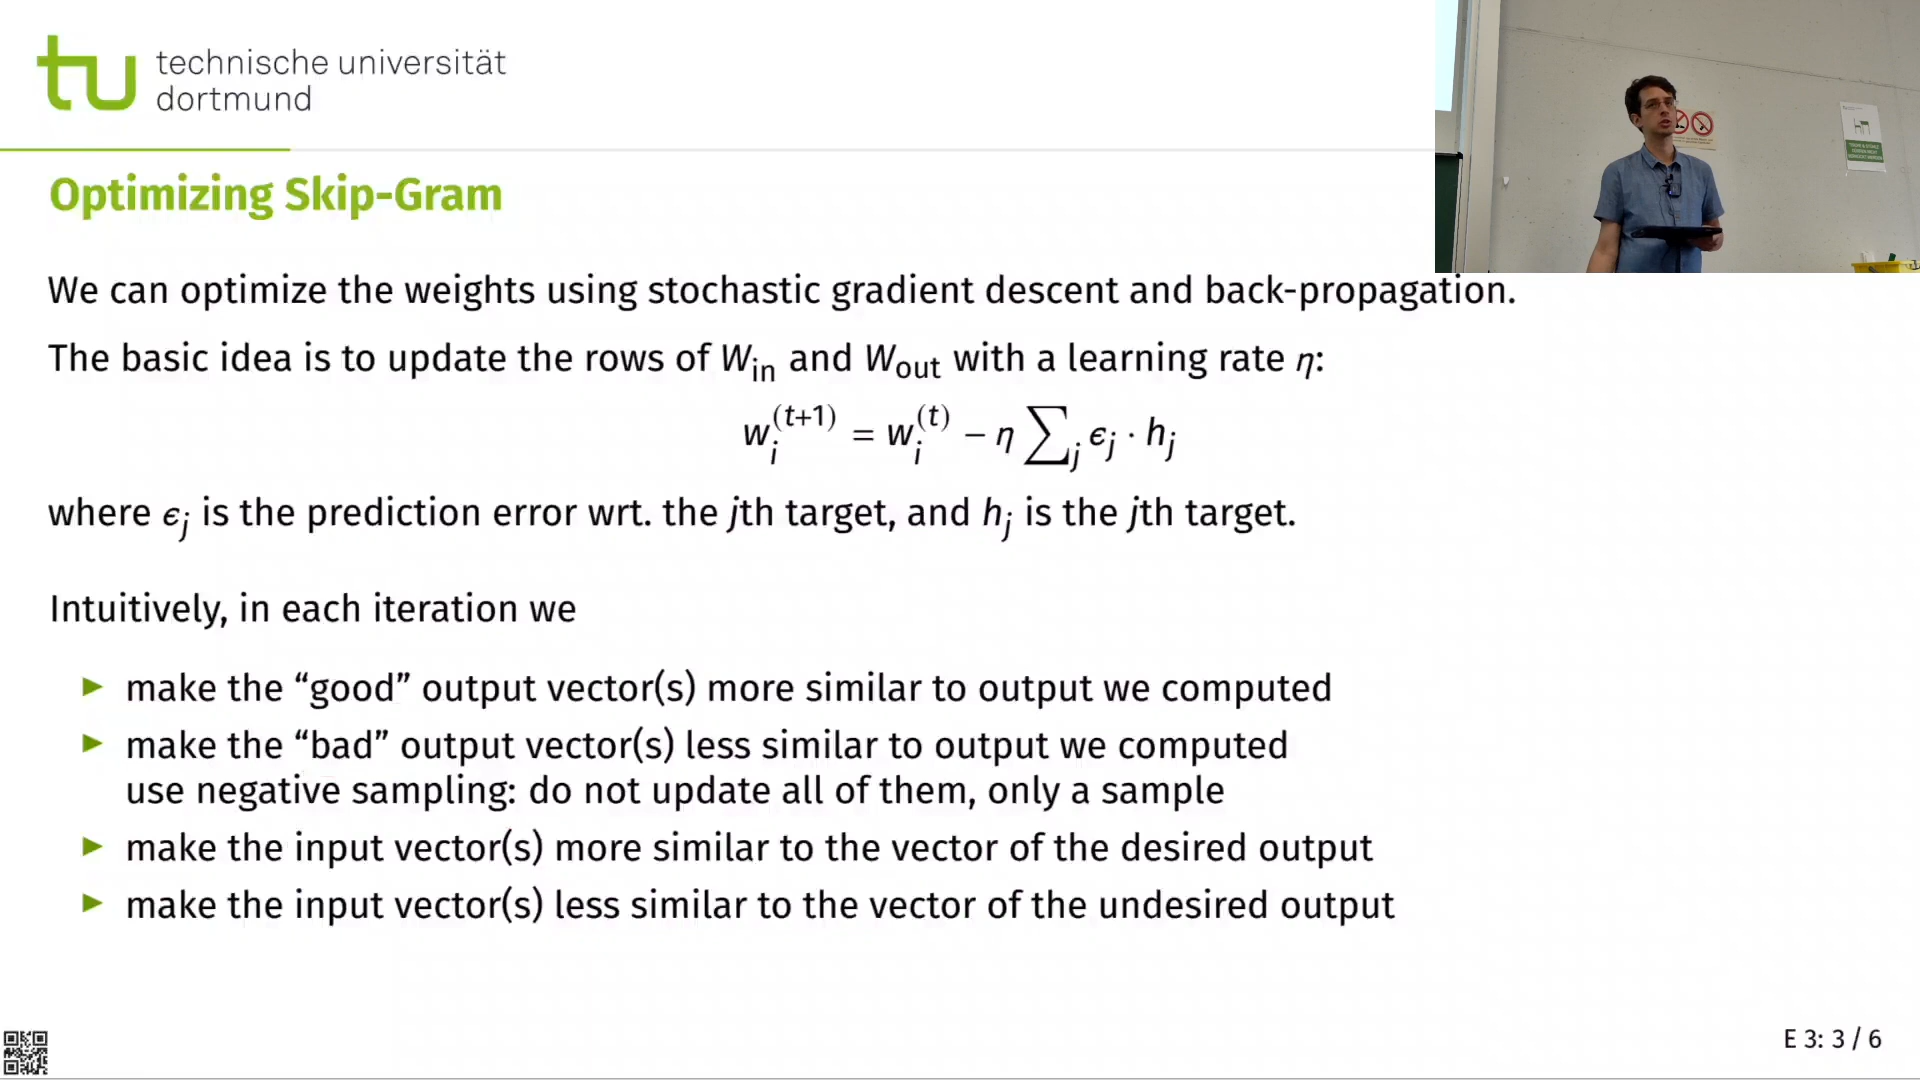 technische universität
dortmund
Optimizing Skip-Gram
We can optimize the weights using stochastic gradient descent and back-propagation.
The basic idea is to update the rows of W_in and W_out with a learning rate η:
w_i^(t+1) = w_i^(t) − η ∑_j ϵ_j · h_j
where ϵ_j is the prediction error wrt. the jth target, and h_j is the jth target.
Intuitively, in each iteration we
▶ make the “good” output vector(s) more similar to output we computed
▶ make the “bad” output vector(s) less similar to output we computed
use negative sampling: do not update all of them, only a sample
▶ make the input vector(s) more similar to the vector of the desired output
▶ make the input vector(s) less similar to the vector of the undesired output
E 3: 3 / 6